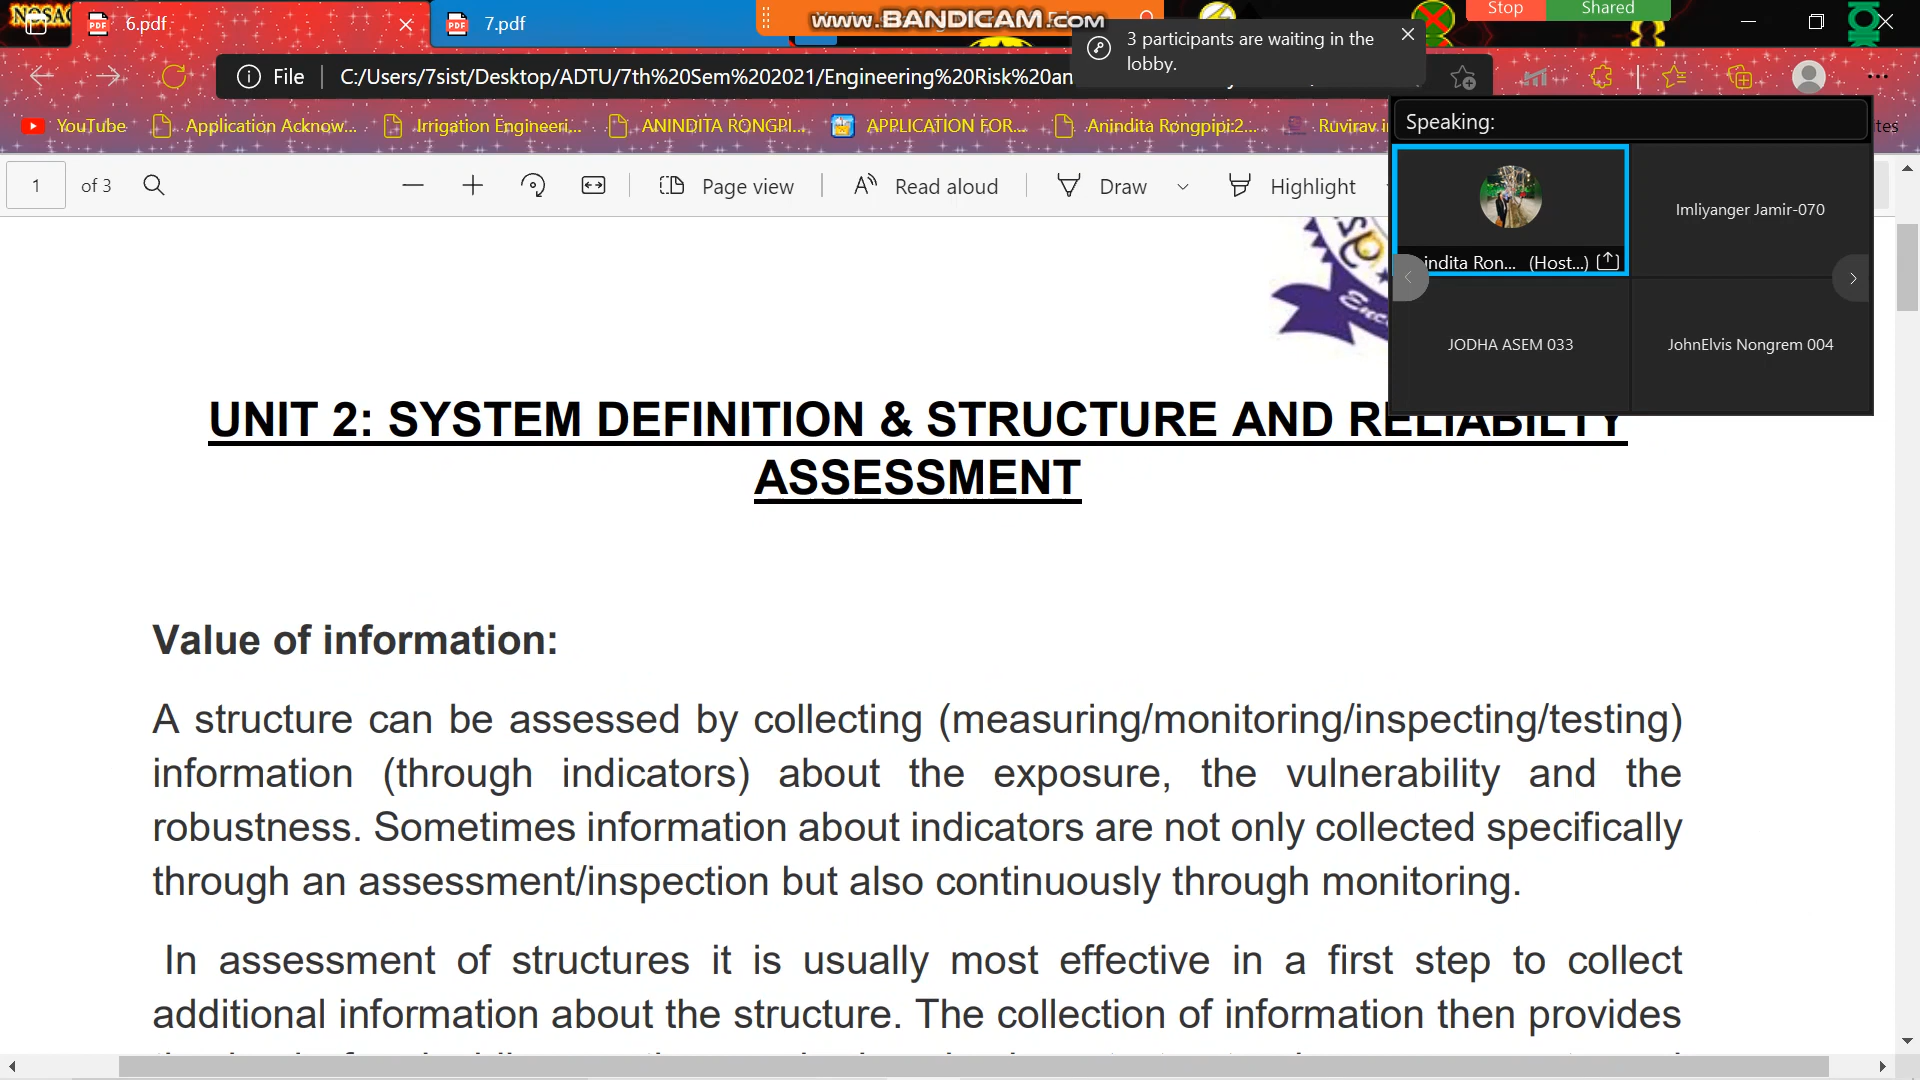 6.pdf
7.pdf
www.BANDICAM.COM
Stop
Shared
3 participants are waiting in the
lobby.
File
C:/Users/7sist/Desktop/ADTU/7th%20Sem%202021/Engineering%20Risk%20an
YouTube
Application Acknow...
Irrigation Engineeri...
ANINDITA RONGPI...
APPLICATION FOR...
Anindita Rongpipi:2...
Ruvirav i
tes
Speaking:
1 of 3
Page view
Read aloud
Draw
Highlight
indita Ron... (Host...)
Imliyanger Jamir-070
JODHA ASEM 033
JohnElvis Nongrem 004
UNIT 2: SYSTEM DEFINITION & STRUCTURE AND RELIABILTY
ASSESSMENT
Value of information:
A structure can be assessed by collecting (measuring/monitoring/inspecting/testing)
information (through indicators) about the exposure, the vulnerability and the
robustness. Sometimes information about indicators are not only collected specifically
through an assessment/inspection but also continuously through monitoring.
In assessment of structures it is usually most effective in a first step to collect
additional information about the structure. The collection of information then provides